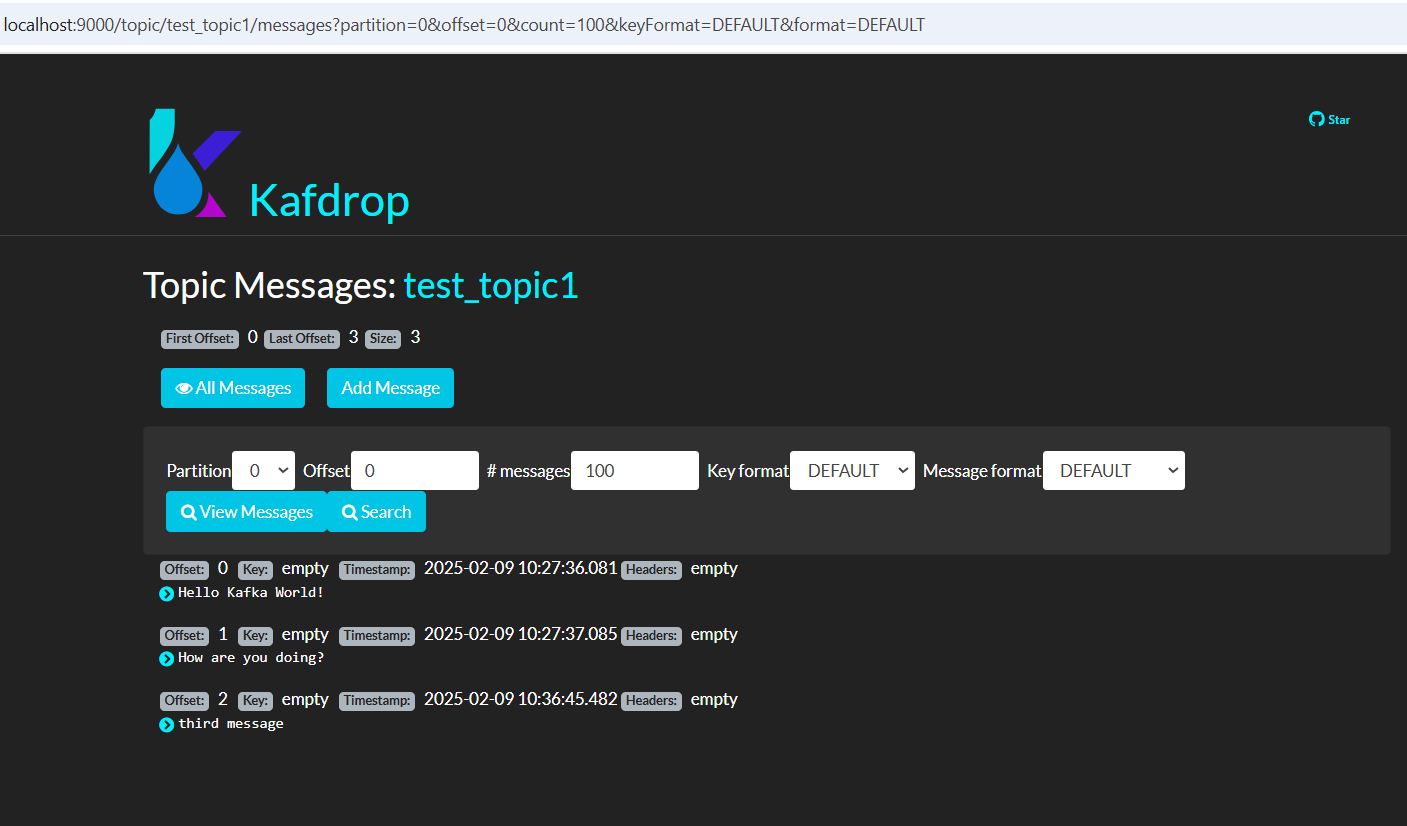 localhost:9000/topic/test_topic1/messages?partition=0&offset=0&count=100&keyFormat=DEFAULT&format=DEFAULT
Star
Kafdrop
Topic Messages: test_topic1
First Offset: 0 Last Offset: 3 Size: 3
All Messages Add Message
Partition 0 Offset 0 # messages 100 Key format DEFAULT Message format DEFAULT
View Messages Search
Offset: 0 Key: empty Timestamp: 2025-02-09 10:27:36.081 Headers: empty
Hello Kafka World!
Offset: 1 Key: empty Timestamp: 2025-02-09 10:27:37.085 Headers: empty
How are you doing?
Offset: 2 Key: empty Timestamp: 2025-02-09 10:36:45.482 Headers: empty
third message